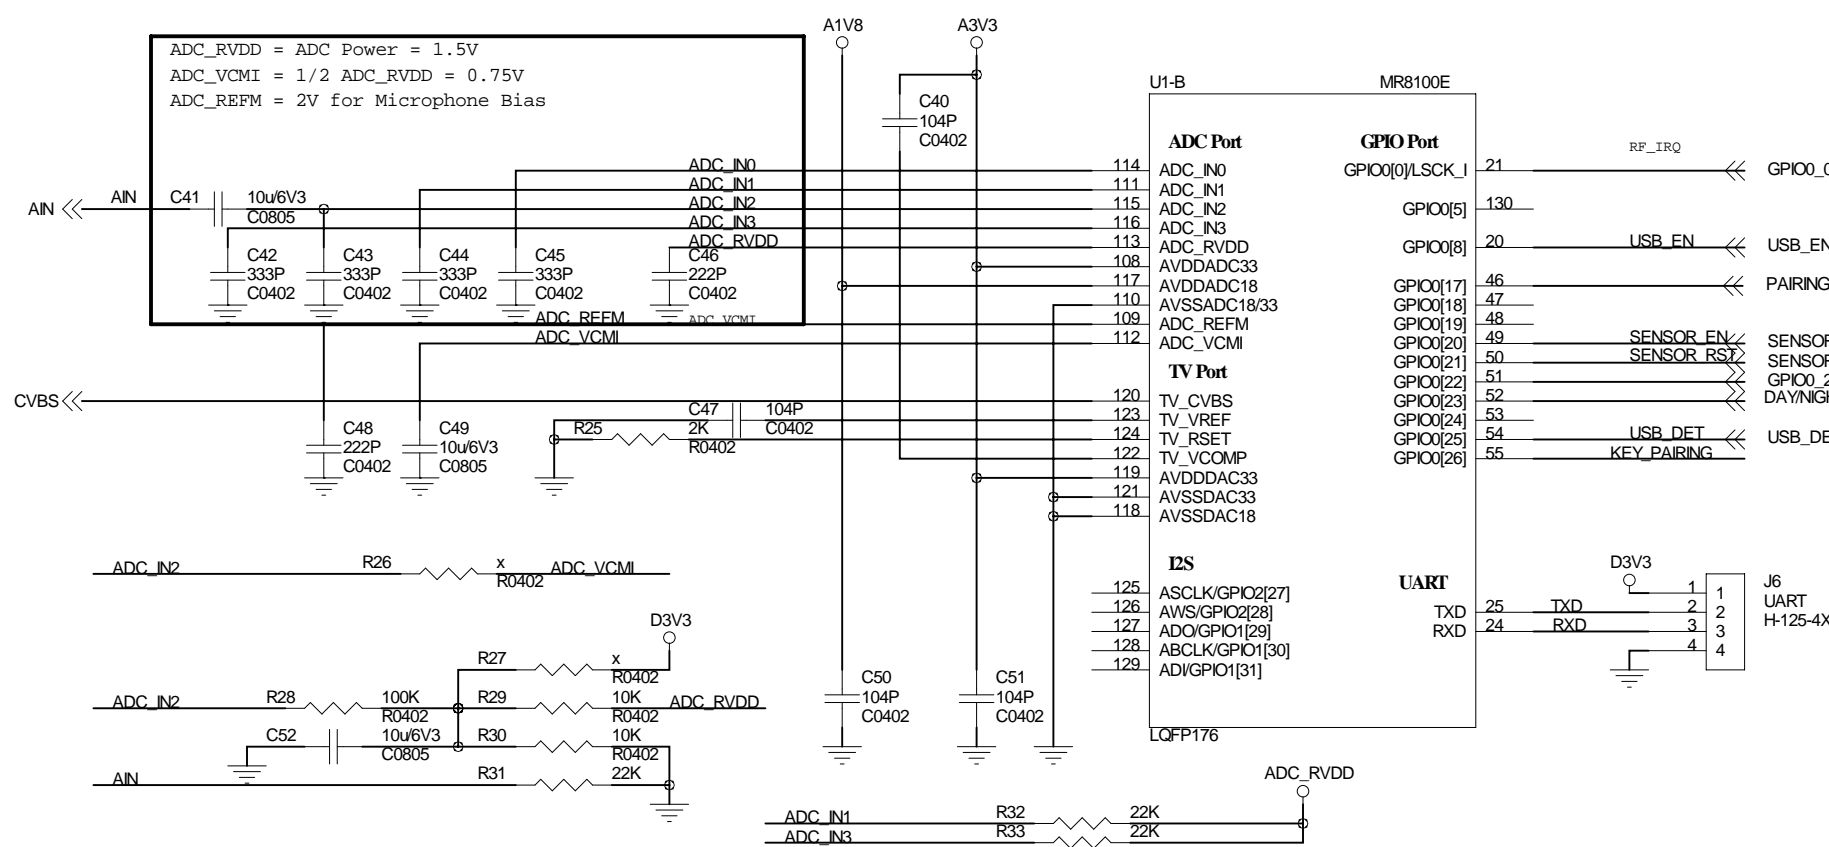 ADC_RVDD = ADC Power = 1.5V
ADC_VCMI = 1/2 ADC_RVDD = 0.75V
ADC_REFM = 2V for Microphone Bias
A1V8
A3V3
C40
104P
C0402
AIN
AIN
C41
10u/6V3
C0805
ADC_IN0
ADC_IN1
ADC_IN2
ADC_IN3
ADC_RVDD
C42
333P
C0402
C43
333P
C0402
C44
333P
C0402
C45
333P
C0402
C46
222P
C0402
ADC_REFM
ADC_VCMI
ADC_VCMI
CVBS
C48
222P
C0402
C49
10u/6V3
C0805
R25
2K
R0402
C47
104P
C0402
U1-B
MR8100E
ADC Port
114 ADC_IN0
111 ADC_IN1
115 ADC_IN2
116 ADC_IN3
113 ADC_RVDD
108 AVDDADC33
117 AVDDADC18
110 AVSSADC18/33
109 ADC_REFM
112 ADC_VCMI
TV Port
120 TV_CVBS
123 TV_VREF
124 TV_RSET
122 TV_VCOMP
119 AVDDDAC33
121 AVSSDAC33
118 AVSSDAC18
I2S
125 ASCLK/GPIO2[27]
126 AWS/GPIO2[28]
127 ADO/GPIO1[29]
128 ABCLK/GPIO1[30]
129 ADI/GPIO1[31]
LQFP176
GPIO Port
RF_IRQ
GPIO0[0]/LSCK_I 21 GPIO0_0
GPIO0[5] 130
GPIO0[8] 20 USB_EN USB_EN
GPIO0[17] 46 PAIRING
GPIO0[18] 47
GPIO0[19] 48
GPIO0[20] 49 SENSOR_EN SENSOR
GPIO0[21] 50 SENSOR_RST SENSOR
GPIO0[22] 51 GPIO0_2
GPIO0[23] 52 DAY/NIGH
GPIO0[24] 53
GPIO0[25] 54 USB_DET USB_DE
GPIO0[26] 55 KEY_PAIRING
UART
TXD 25 TXD
RXD 24 RXD
D3V3
1 1
2 2
3 3
4 4
J6
UART
H-125-4X
ADC_IN2
R26
x
R0402
ADC_VCMI
D3V3
R27
x
R0402
ADC_IN2
R28
100K
R0402
R29
10K
R0402
ADC_RVDD
C52
10u/6V3
C0805
R30
10K
R0402
AIN
R31
22K
C50
104P
C0402
C51
104P
C0402
ADC_RVDD
ADC_IN1
R32
22K
ADC_IN3
R33
22K